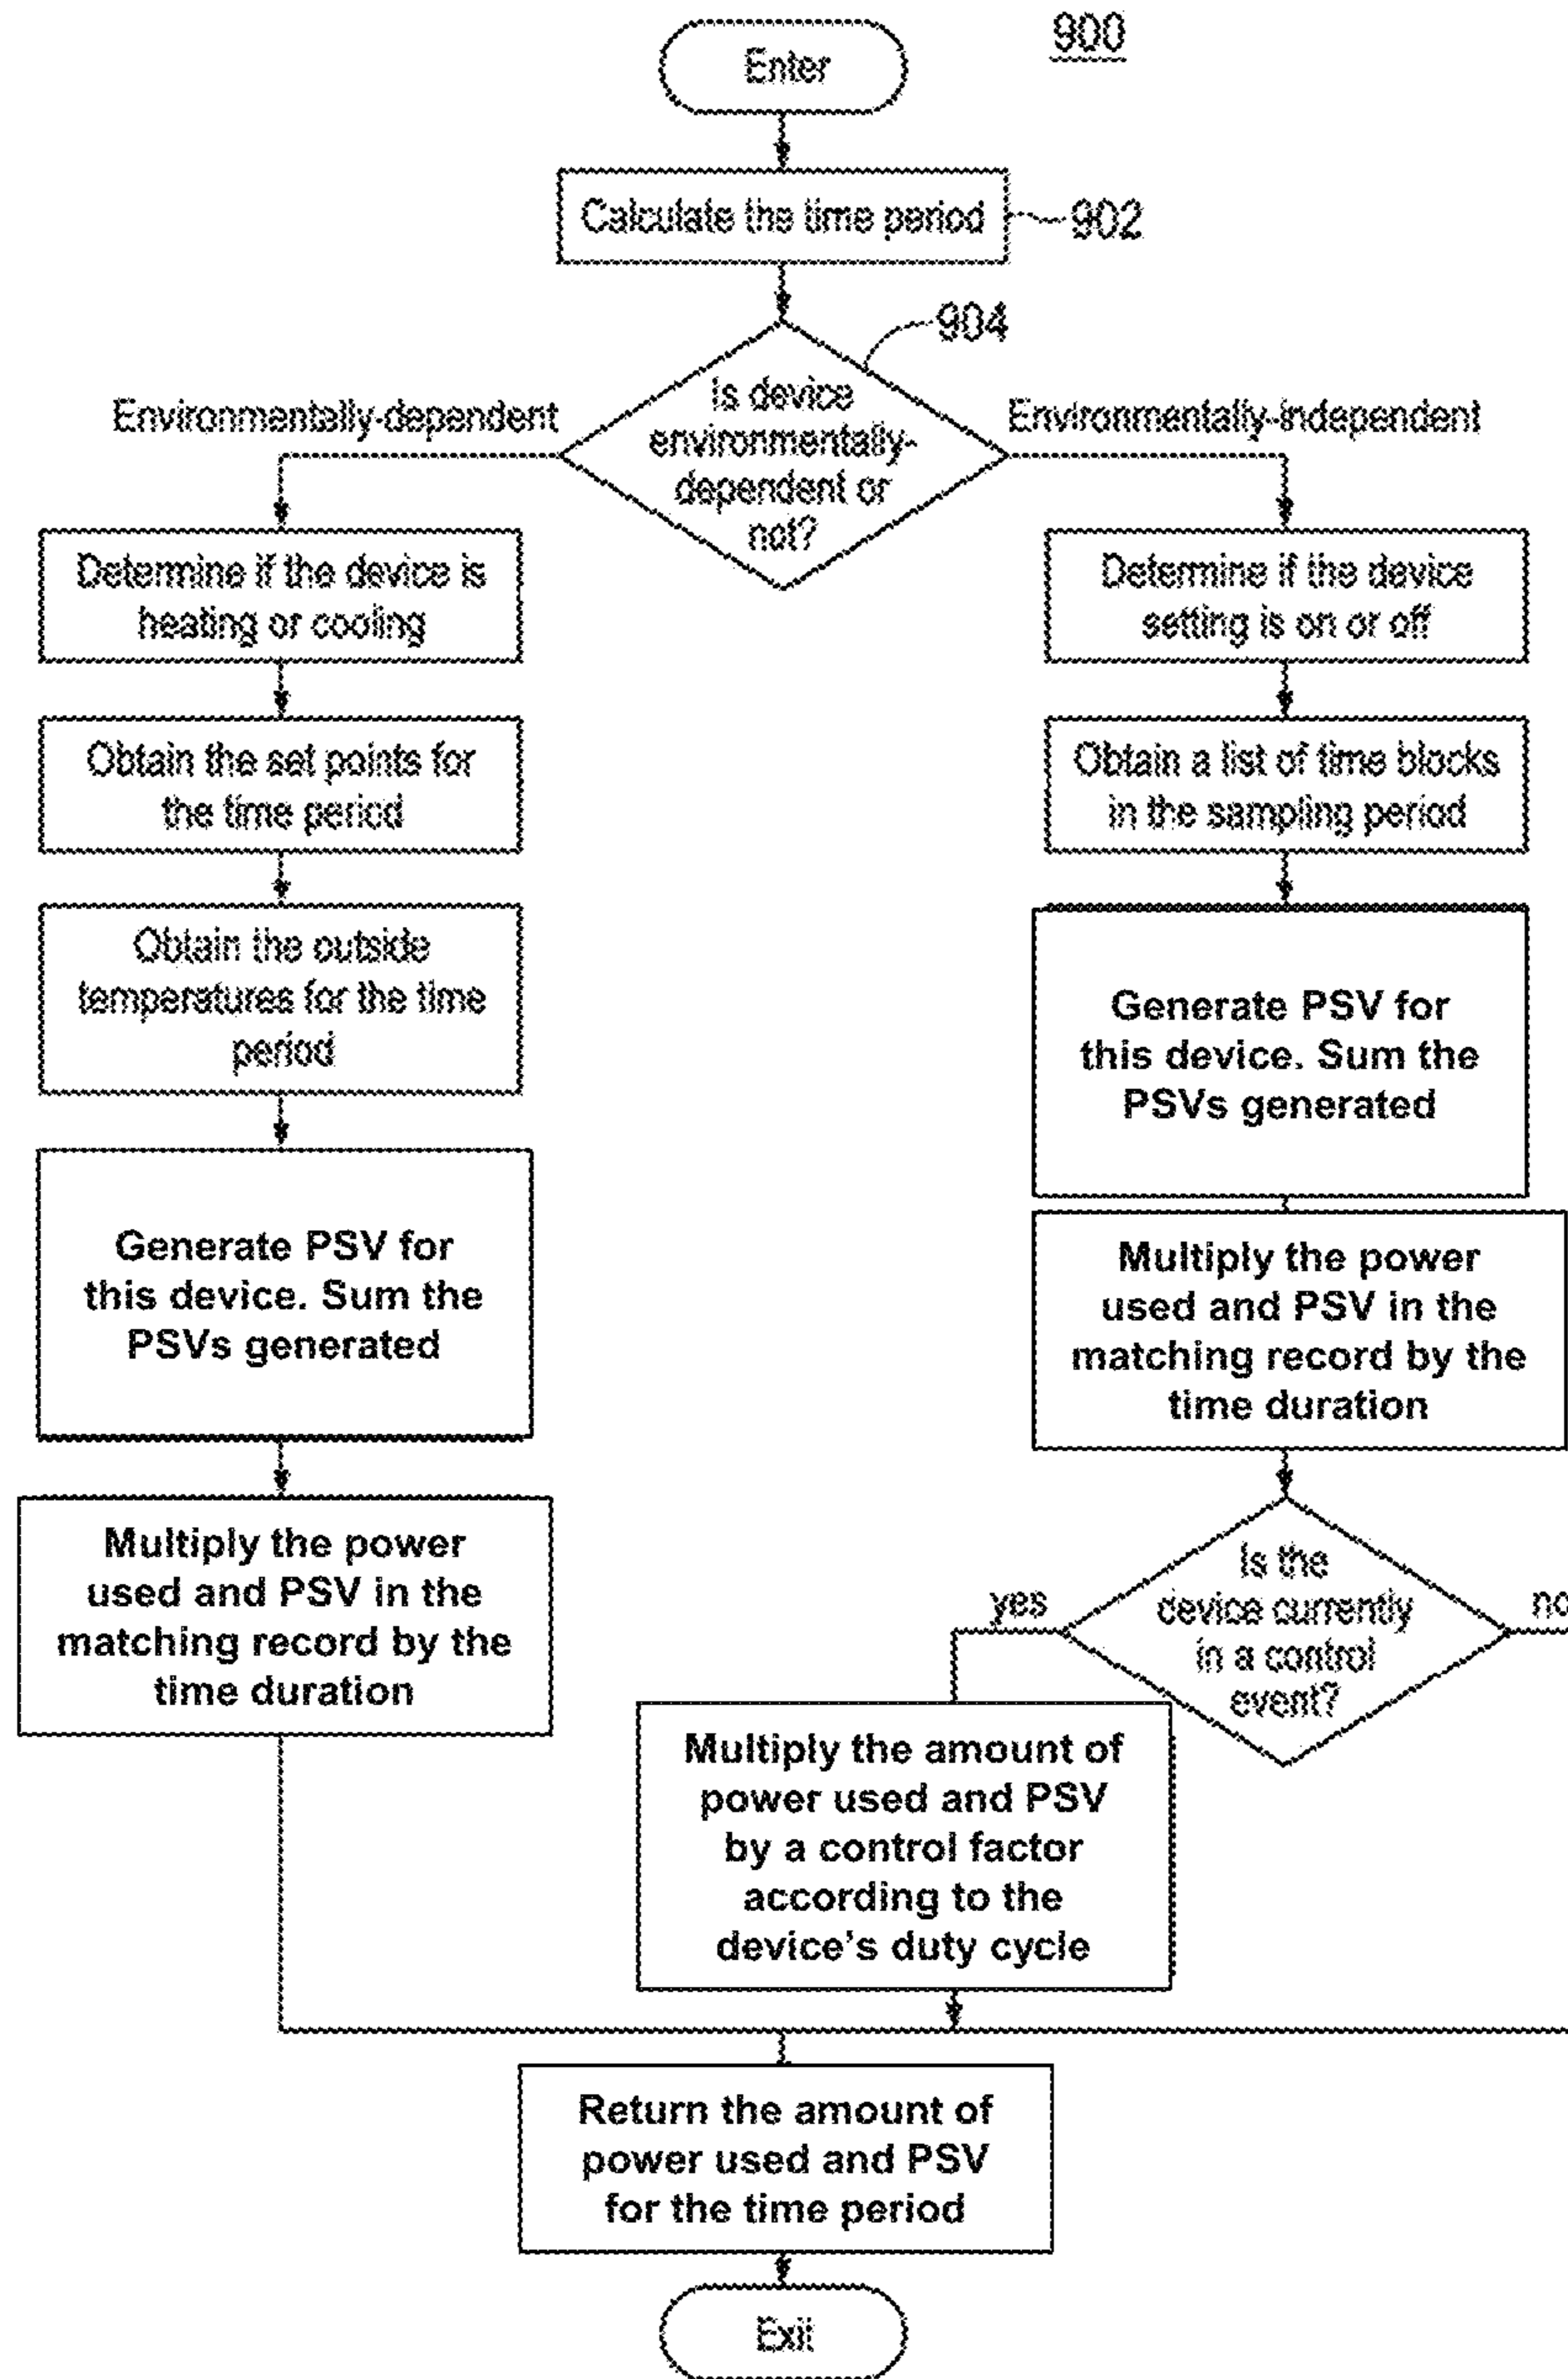 900
Enter
Calculate the time period
902
904
Is device
environmentally-
dependent or
not?
Environmentally-dependent
Environmentally-independent
Determine if the device is
heating or cooling
Obtain the set points for
the time period
Obtain the outside
temperatures for the time
period
Generate PSV for
this device. Sum the
PSVs generated
Multiply the power
used and PSV in the
matching record by the
time duration
Determine if the device
setting is on or off
Obtain a list of time blocks
in the sampling period
Generate PSV for
this device. Sum the
PSVs generated
Multiply the power
used and PSV in the
matching record by the
time duration
Is the
device currently
in a control
event?
yes
no
Multiply the amount of
power used and PSV
by a control factor
according to the
device's duty cycle
Return the amount of
power used and PSV
for the time period
Exit